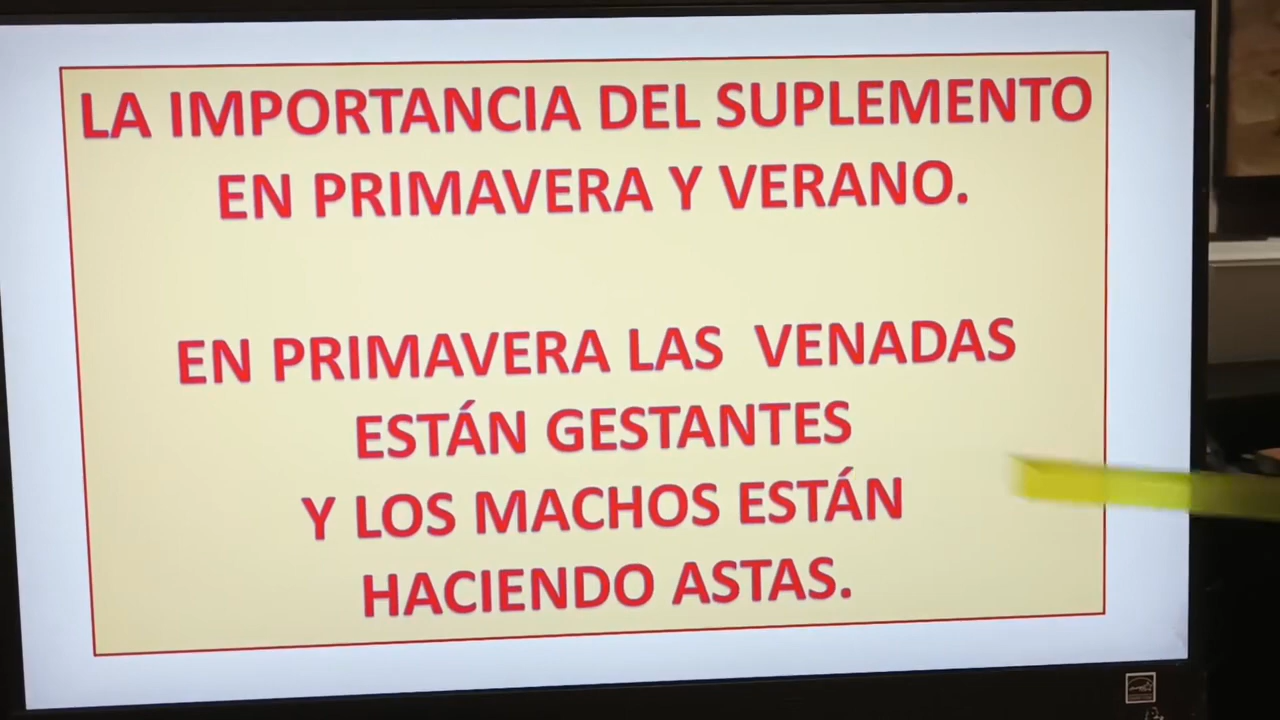 LA IMPORTANCIA DEL SUPLEMENTO
EN PRIMAVERA Y VERANO.
EN PRIMAVERA LAS VENADAS
ESTÁN GESTANTES
Y LOS MACHOS ESTÁN
HACIENDO ASTAS.